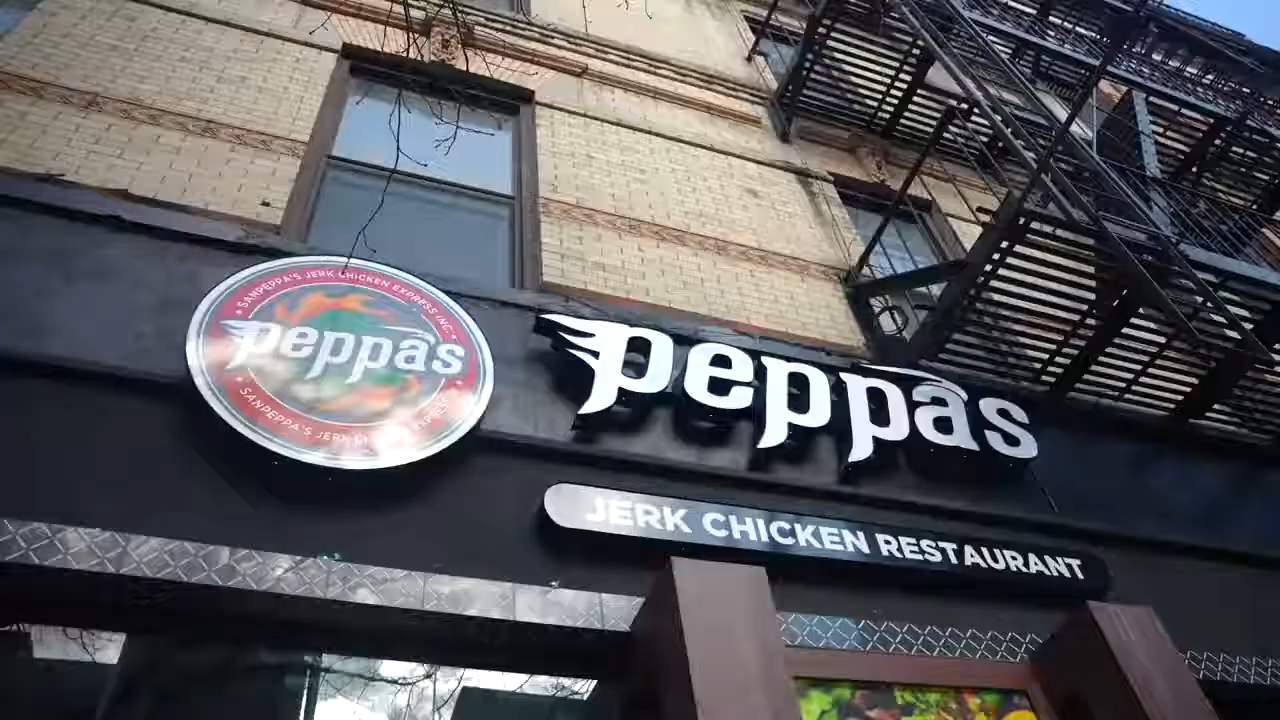 SANPEPPA'S JERK CHICKEN EXPRESS INC.
peppas
SANPEPPA'S JERK
peppas
JERK CHICKEN RESTAURANT